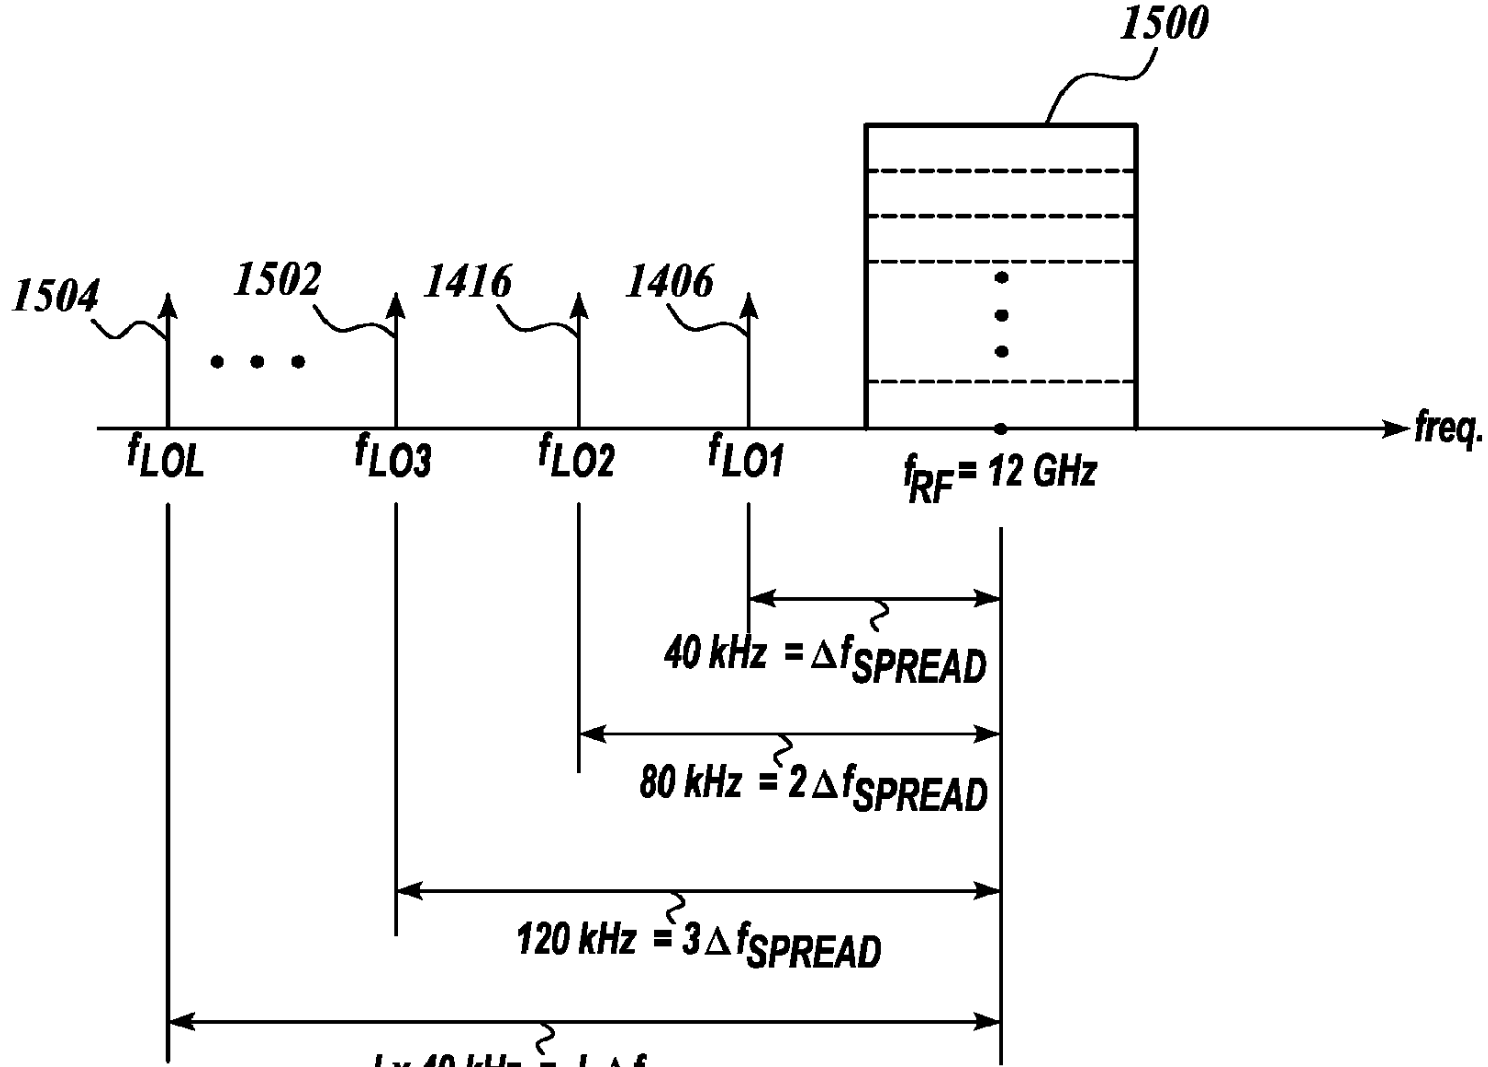 1500
1504 1502 1416 1406
freq.
fLOL fLO3 fLO2 fLO1
fRF = 12 GHz
40 kHz = ΔfSPREAD
80 kHz = 2ΔfSPREAD
120 kHz = 3ΔfSPREAD